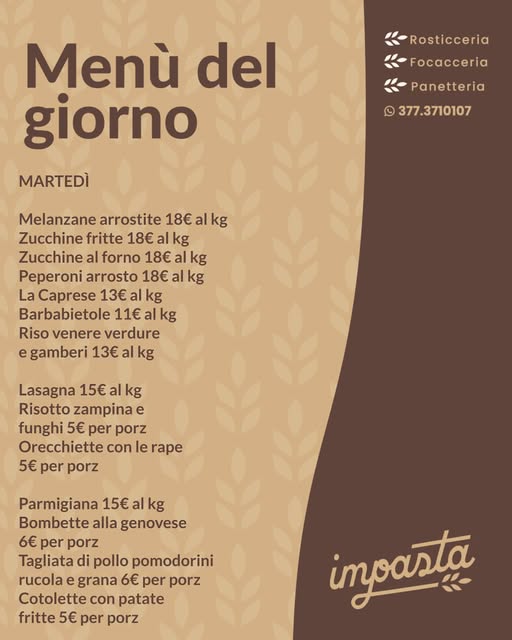 Menù del
giorno
Rosticceria
Focacceria
Panetteria
377.3710107
MARTEDÌ
Melanzane arrostite 18€ al kg
Zucchine fritte 18€ al kg
Zucchine al forno 18€ al kg
Peperoni arrosto 18€ al kg
La Caprese 13€ al kg
Barbabietole 11€ al kg
Riso venere verdure
e gamberi 13€ al kg
Lasagna 15€ al kg
Risotto zampina e
funghi 5€ per porz
Orecchiette con le rape
5€ per porz
Parmigiana 15€ al kg
Bombette alla genovese
6€ per porz
Tagliata di pollo pomodorini
rucola e grana 6€ per porz
Cotolette con patate
fritte 5€ per porz
impasta